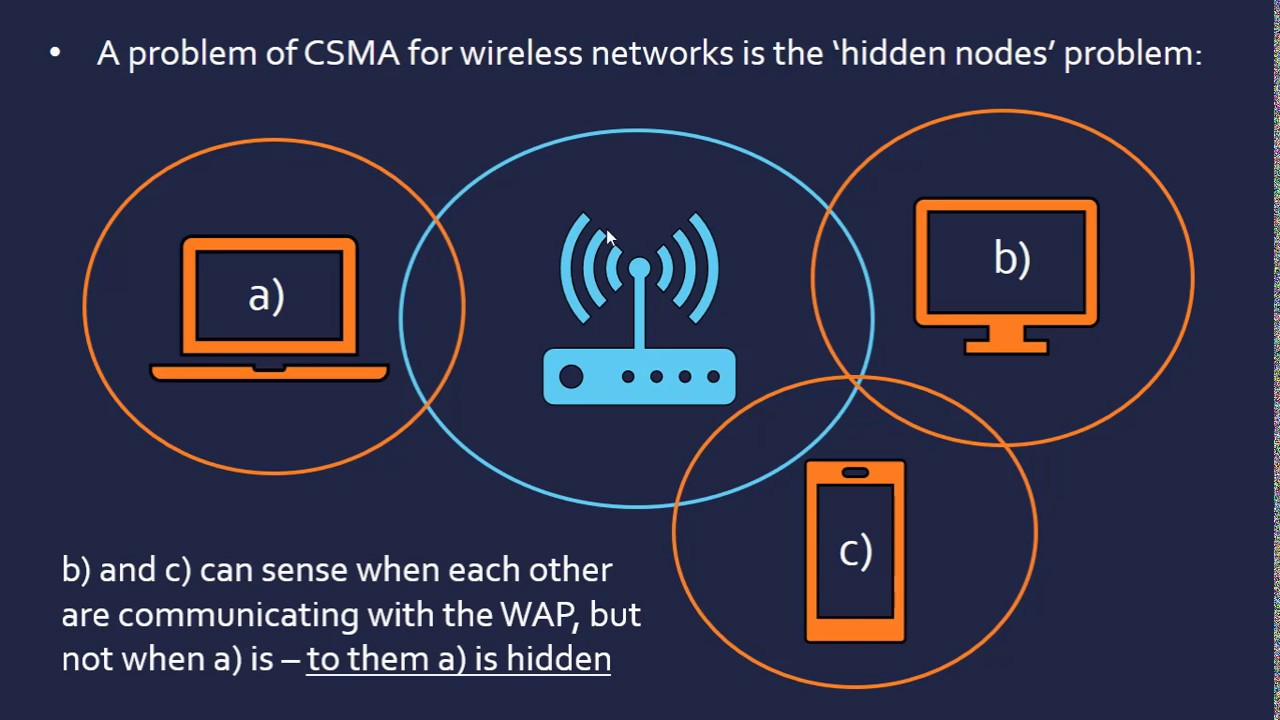 • A problem of CSMA for wireless networks is the ‘hidden nodes’ problem:
a)
b)
c)
b) and c) can sense when each other
are communicating with the WAP, but
not when a) is – to them a) is hidden